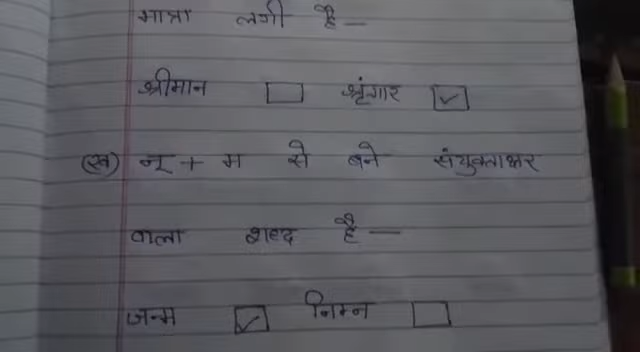 मात्रा लगी है —
श्रीमान ☐ श्रृंगार ☑
(ख) न् + म से बने संयुक्ताक्षर
वाला शब्द है —
जन्म ☑ निम्न ☐